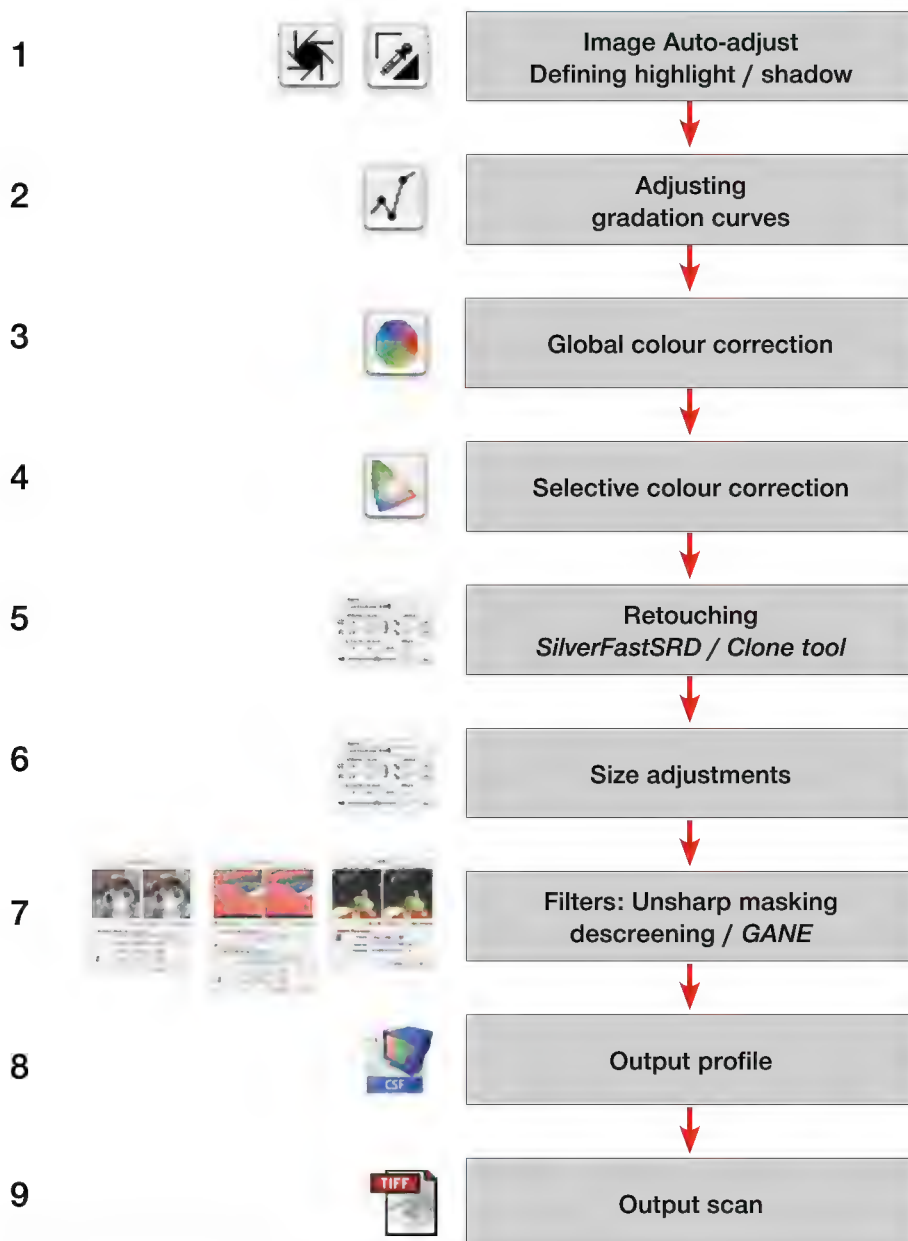 1
Image Auto-adjust
Defining highlight / shadow
2
Adjusting
gradation curves
3
Global colour correction
4
Selective colour correction
5
Retouching
SilverFastSRD / Clone tool
6
Size adjustments
7
Filters: Unsharp masking
descreening / GANE
8
CSF
Output profile
9
TIFF
Output scan